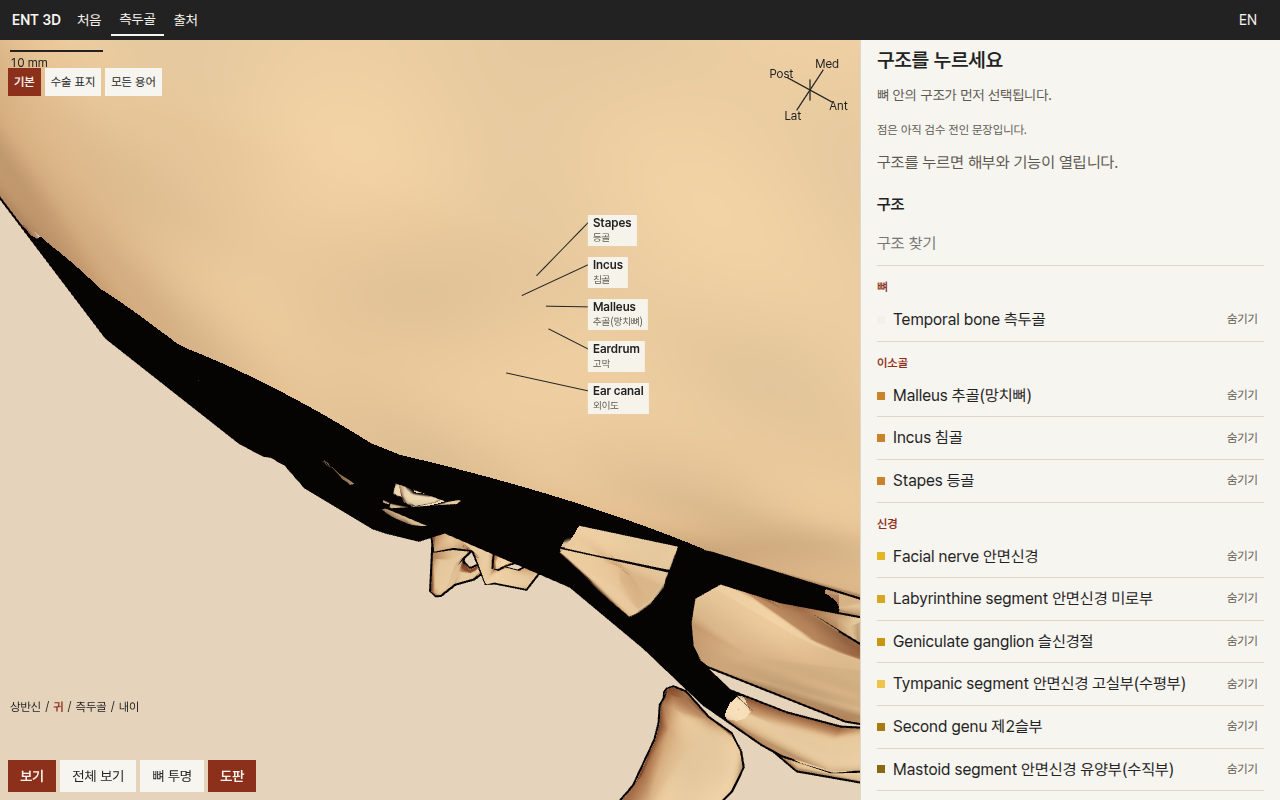 ENT 3D 처음 측두골 출처 EN
10 mm
기본 수술 표지 모든 용어
Post Med
Ant
Lat
Stapes
등골
Incus
침골
Malleus
추골(망치뼈)
Eardrum
고막
Ear canal
외이도
상반신 / 귀 / 측두골 / 내이
보기 전체 보기 뼈 투명 도판
구조를 누르세요
뼈 안의 구조가 먼저 선택됩니다.
점은 아직 검수 전인 문장입니다.
구조를 누르면 해부와 기능이 열립니다.
구조
구조 찾기
뼈
Temporal bone 측두골 숨기기
이소골
Malleus 추골(망치뼈) 숨기기
Incus 침골 숨기기
Stapes 등골 숨기기
신경
Facial nerve 안면신경 숨기기
Labyrinthine segment 안면신경 미로부 숨기기
Geniculate ganglion 슬신경절 숨기기
Tympanic segment 안면신경 고실부(수평부) 숨기기
Second genu 제2슬부 숨기기
Mastoid segment 안면신경 유양부(수직부) 숨기기